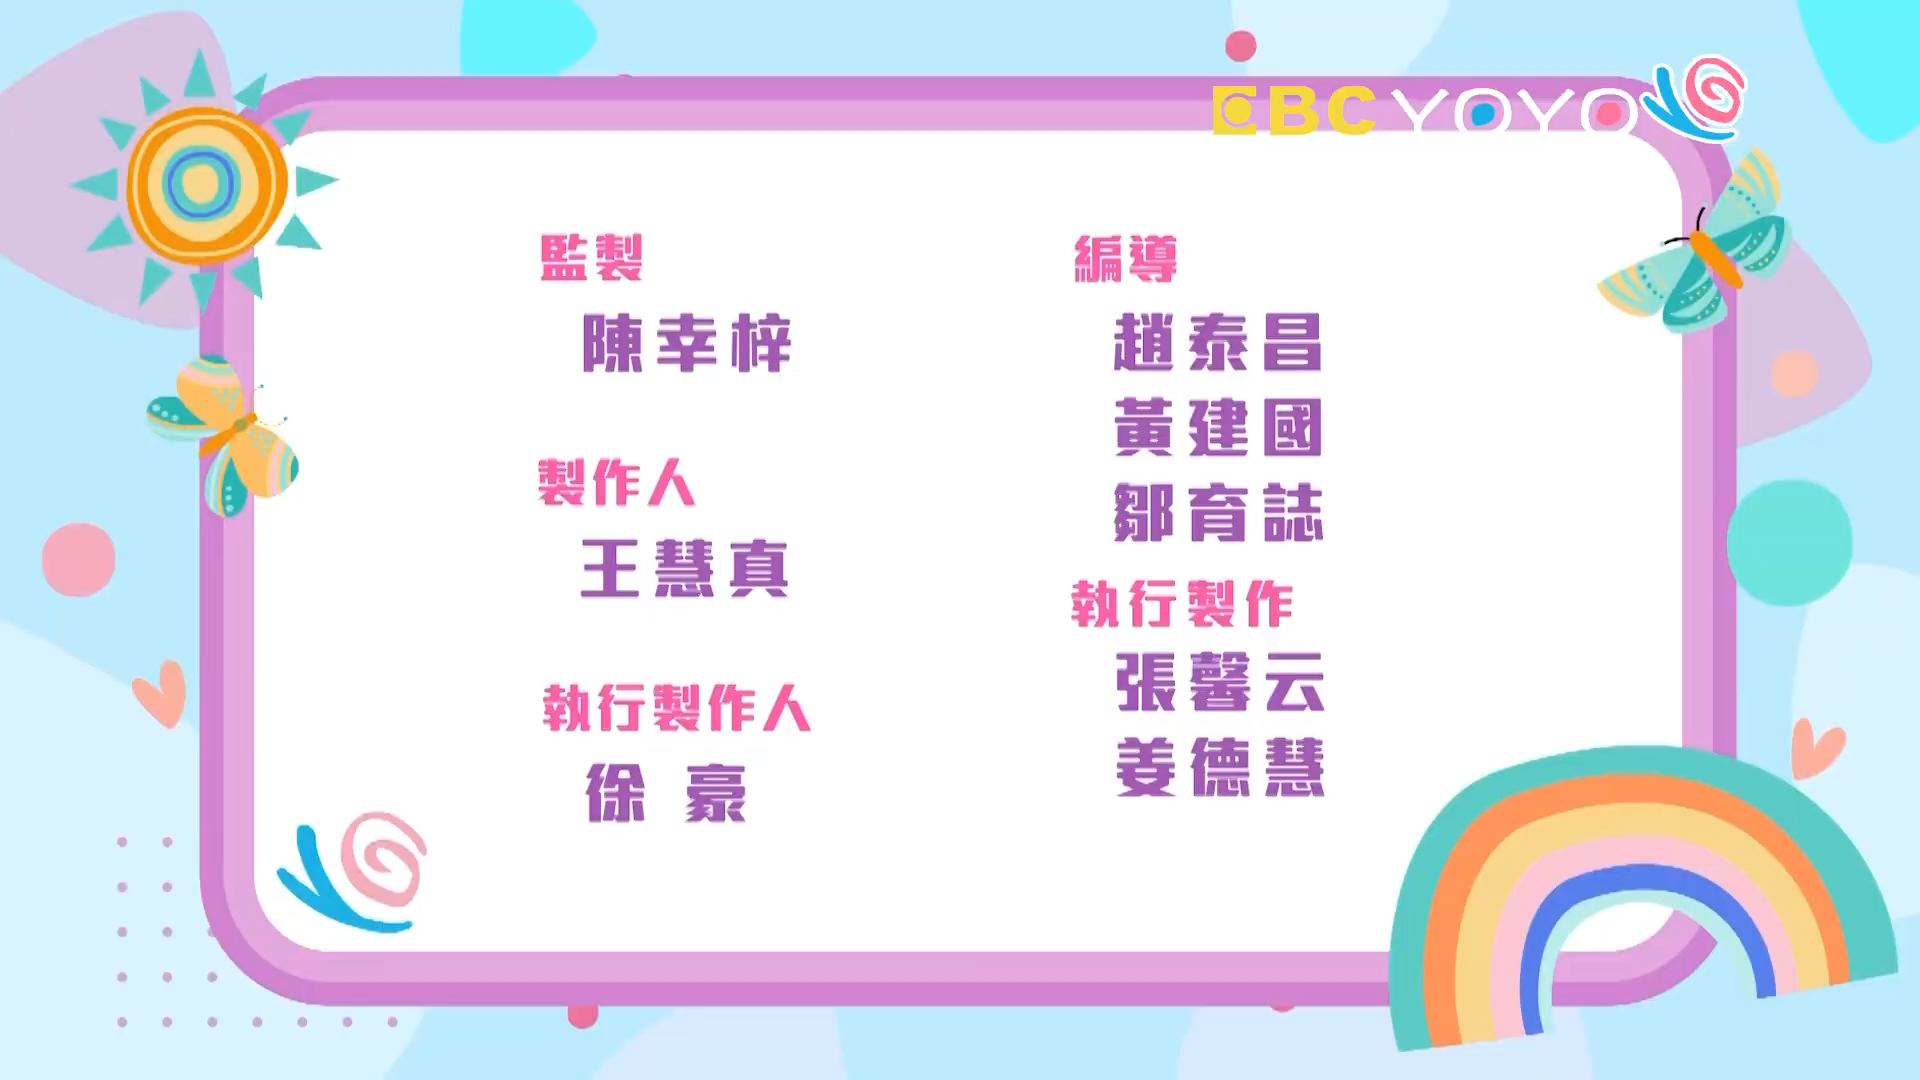 EBC YOYO
監製
陳幸梓
製作人
王慧真
執行製作人
徐 豪
編導
趙泰昌
黃建國
鄒育誌
執行製作
張馨云
姜德慧